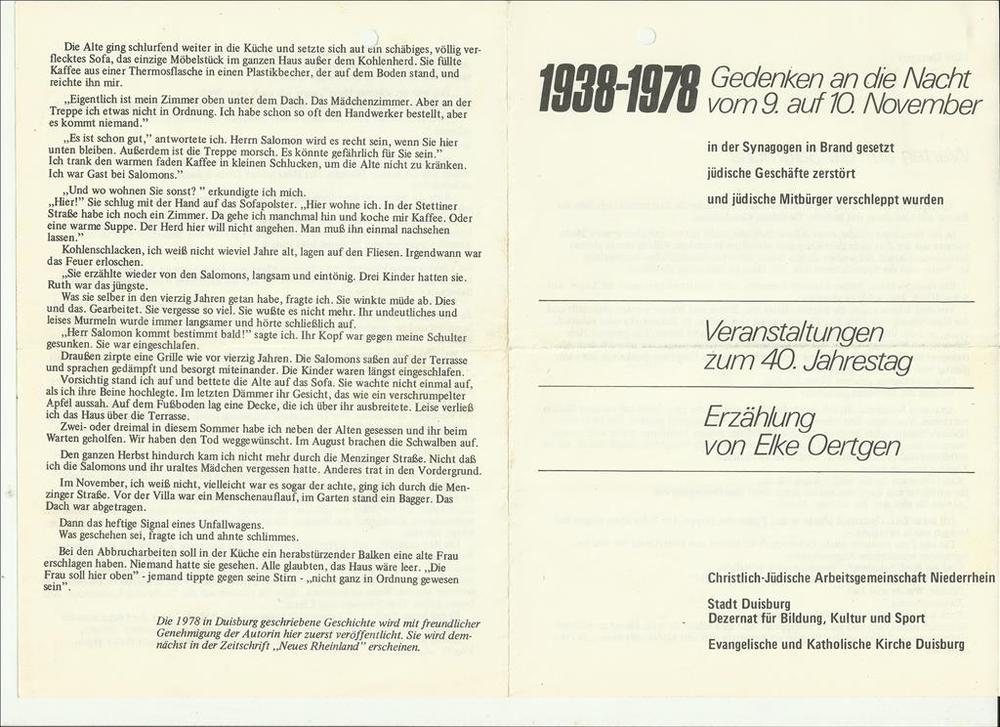 Die Alte ging schlurfend weiter in die Küche und setzte sich auf ein schäbiges, völlig ver-
flecktes Sofa, das einzige Möbelstück im ganzen Haus außer dem Kohlenherd. Sie füllte
Kaffee aus einer Thermosflasche in einen Plastikbecher, der auf dem Boden stand, und
reichte ihn mir.
„Eigentlich ist mein Zimmer oben unter dem Dach. Das Mädchenzimmer. Aber an der
Treppe ich etwas nicht in Ordnung. Ich habe schon so oft den Handwerker bestellt, aber
es kommt niemand.”
„Es ist schon gut,” antwortete ich. Herrn Salomon wird es recht sein, wenn Sie hier
unten bleiben. Außerdem ist die Treppe morsch. Es könnte gefährlich für Sie sein.”
Ich trank den warmen faden Kaffee in kleinen Schlucken, um die Alte nicht zu kränken.
Ich war Gast bei Salomons.”
„Und wo wohnen Sie sonst? ” erkundigte ich mich.
„Hier!” Sie schlug mit der Hand auf das Sofapolster. „Hier wohne ich. In der Stettiner
Straße habe ich noch ein Zimmer. Da gehe ich manchmal hin und koche mir Kaffee. Oder
eine warme Suppe. Der Herd hier will nicht angehen. Man muß ihn einmal nachsehen
lassen.”
Kohlenschlacken, ich weiß nicht wieviel Jahre alt, lagen auf den Fliesen. Irgendwann war
das Feuer erloschen.
„Sie erzählte wieder von den Salomons, langsam und eintönig. Drei Kinder hatten sie.
Ruth war das jüngste.
Was sie selber in den vierzig Jahren getan habe, fragte ich. Sie winkte müde ab. Dies
und das. Gearbeitet. Sie vergesse so viel. Sie wußte es nicht mehr. Ihr undeutliches und
leises Murmeln wurde immer langsamer und hörte schließlich auf.
„Herr Salomon kommt bestimmt bald!” sagte ich. Ihr Kopf war gegen meine Schulter
gesunken. Sie war eingeschlafen.
Draußen zirpte eine Grille wie vor vierzig Jahren. Die Salomons saßen auf der Terrasse
und sprachen gedämpft und besorgt miteinander. Die Kinder waren längst eingeschlafen.
Vorsichtig stand ich auf und bettete die Alte auf das Sofa. Sie wachte nicht einmal auf,
als ich ihre Beine hochlegte. Im letzten Dämmer ihr Gesicht, das wie ein verschrumpelter
Apfel aussah. Auf dem Fußboden lag eine Decke, die ich über ihr ausbreitete. Leise verließ
ich das Haus über die Terrasse.
Zwei- oder dreimal in diesem Sommer habe ich neben der Alten gesessen und ihr beim
Warten geholfen. Wir haben den Tod weggewünscht. Im August brachen die Schwalben auf.
Den ganzen Herbst hindurch kam ich nicht mehr durch die Menzinger Straße. Nicht daß
ich die Salomons und ihr uraltes Mädchen vergessen hatte. Anderes trat in den Vordergrund.
Im November, ich weiß nicht, vielleicht war es sogar der achte, ging ich durch die Men-
zinger Straße. Vor der Villa war ein Menschenauflauf, im Garten stand ein Bagger. Das
Dach war abgetragen.
Dann das heftige Signal eines Unfallwagens.
Was geschehen sei, fragte ich und ahnte schlimmes.
Bei den Abbrucharbeiten soll in der Küche ein herabstürzender Balken eine alte Frau
erschlagen haben. Niemand hatte sie gesehen. Alle glaubten, das Haus wäre leer. „Die
Frau soll hier oben” - jemand tippte gegen seine Stirn - „nicht ganz in Ordnung gewesen
sein”.
Die 1978 in Duisburg geschriebene Geschichte wird mit freundlicher
Genehmigung der Autorin hier zuerst veröffentlicht. Sie wird dem-
nächst in der Zeitschrift „Neues Rheinland” erscheinen.
1938-1978 Gedenken an die Nacht
vom 9. auf 10. November
in der Synagogen in Brand gesetzt
jüdische Geschäfte zerstört
und jüdische Mitbürger verschleppt wurden
Veranstaltungen
zum 40. Jahrestag
Erzählung
von Elke Oertgen
Christlich-Jüdische Arbeitsgemeinschaft Niederrhein
Stadt Duisburg
Dezernat für Bildung, Kultur und Sport
Evangelische und Katholische Kirche Duisburg